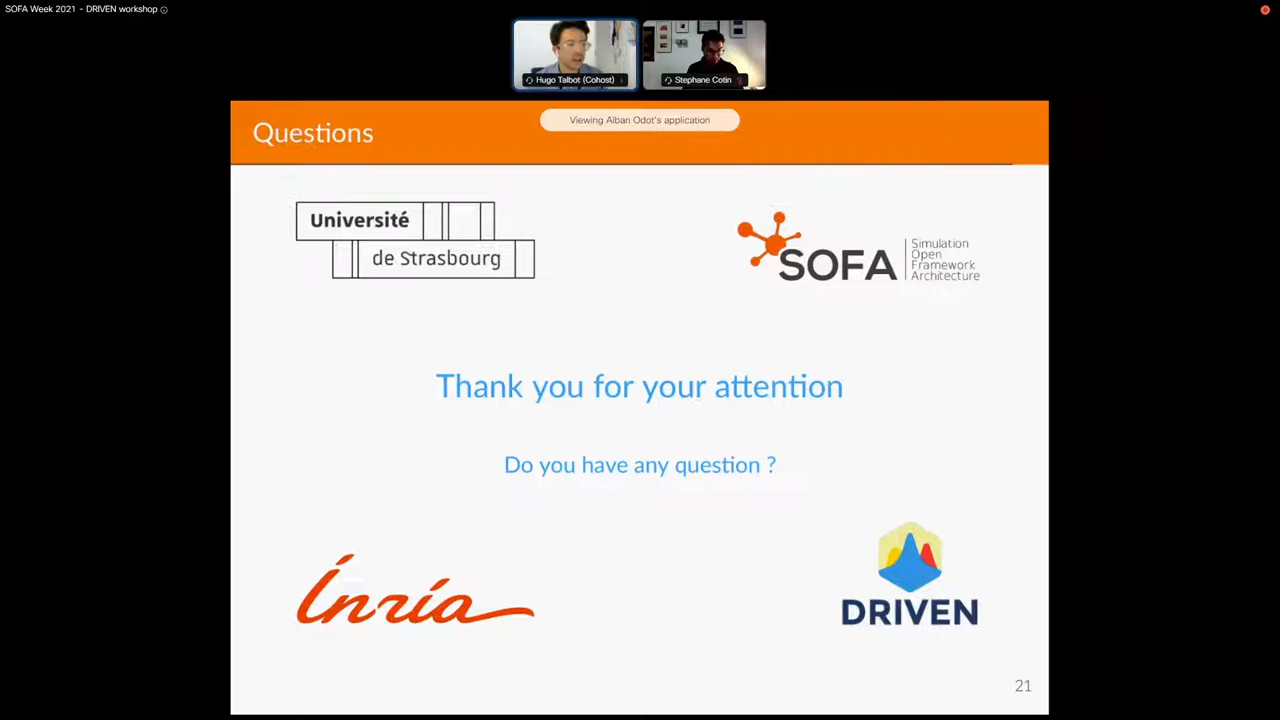 SOFA Week 2021 - DRIVEN workshop
Hugo Talbot (Cohost)
Stephane Cotin
Viewing Alban Odot's application
Questions
Université
de Strasbourg
SOFA
Simulation
Open
Framework
Architecture
Thank you for your attention
Do you have any question ?
Inria
DRIVEN
21